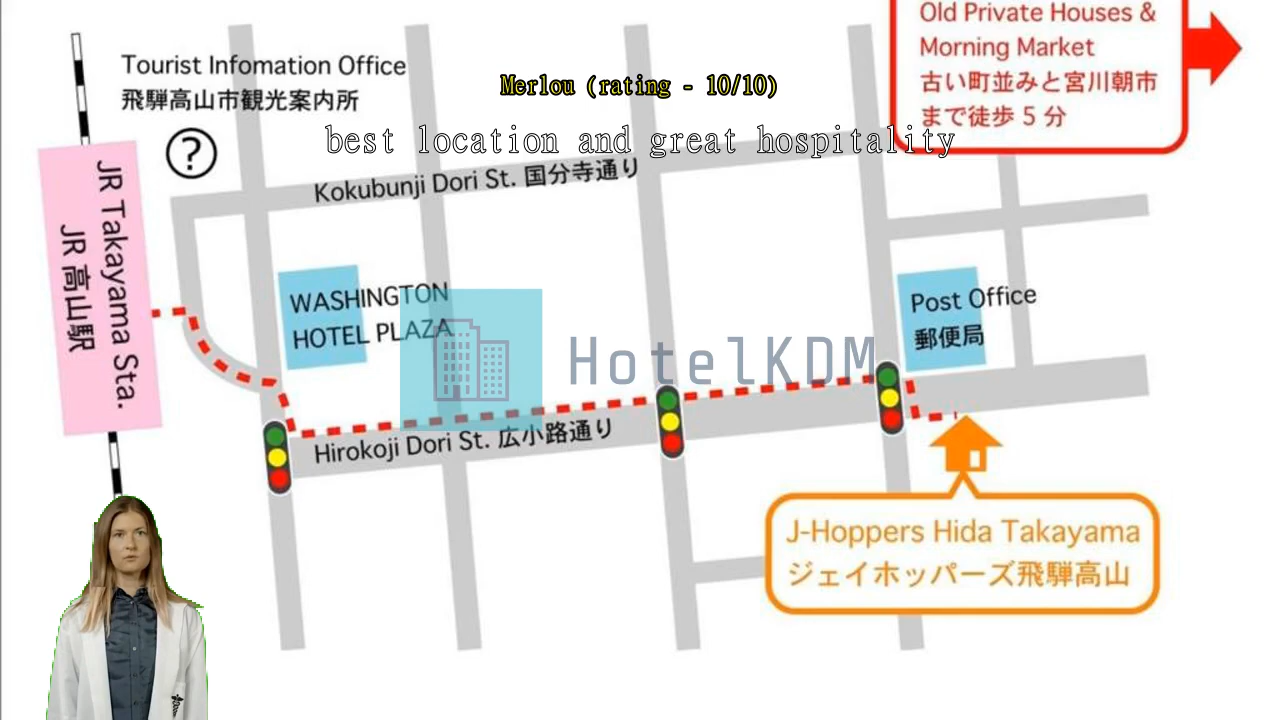 Old Private Houses &
Morning Market
古い町並みと宮川朝市
まで徒歩 5 分
Tourist Infomation Office
飛騨高山市観光案内所
Merlou (rating - 10/10)
best location and great hospitality
?
Kokubunji Dori St. 国分寺通り
JR Takayama Sta.
JR 高山駅
WASHINGTON
HOTEL PLAZA
Post Office
郵便局
HotelKDM
Hirokoji Dori St. 広小路通り
J-Hoppers Hida Takayama
ジェイホッパーズ飛騨高山